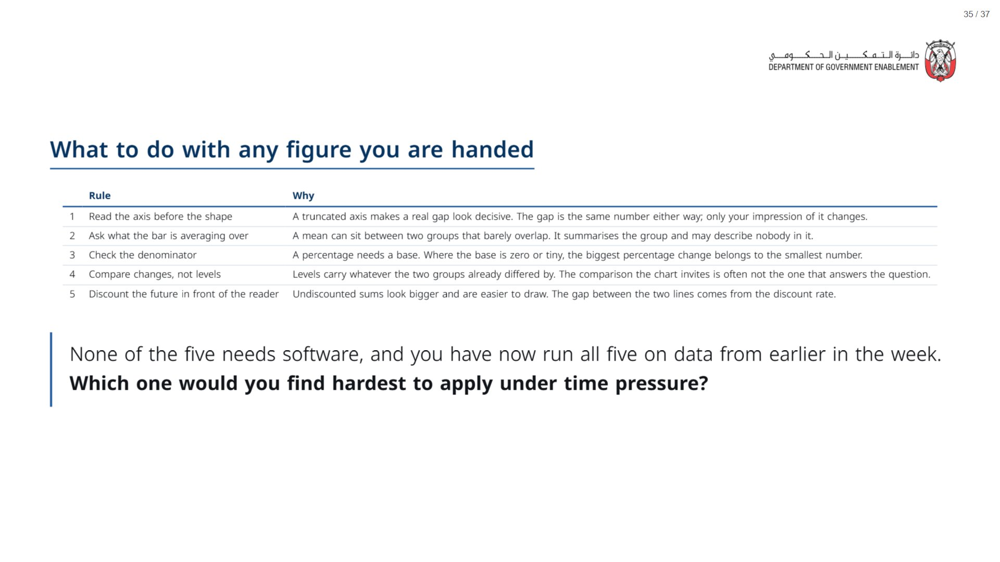 35 / 37
دائرة التمكين الحكومي
DEPARTMENT OF GOVERNMENT ENABLEMENT
What to do with any figure you are handed
Rule Why
1 Read the axis before the shape A truncated axis makes a real gap look decisive. The gap is the same number either way; only your impression of it changes.
2 Ask what the bar is averaging over A mean can sit between two groups that barely overlap. It summarises the group and may describe nobody in it.
3 Check the denominator A percentage needs a base. Where the base is zero or tiny, the biggest percentage change belongs to the smallest number.
4 Compare changes, not levels Levels carry whatever the two groups already differed by. The comparison the chart invites is often not the one that answers the question.
5 Discount the future in front of the reader Undiscounted sums look bigger and are easier to draw. The gap between the two lines comes from the discount rate.
None of the five needs software, and you have now run all five on data from earlier in the week.
Which one would you find hardest to apply under time pressure?